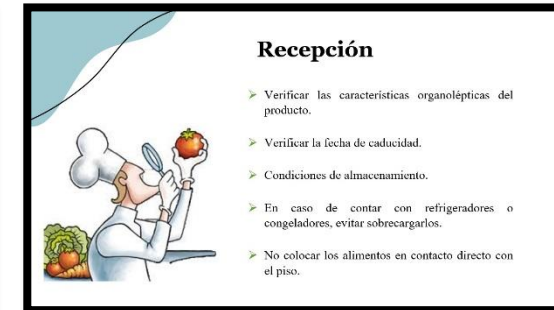 Recepción
➢ Verificar las características organolépticas del
producto.
➢ Verificar la fecha de caducidad.
➢ Condiciones de almacenamiento.
➢ En caso de contar con refrigeradores o
congeladores, evitar sobrecargarlos.
➢ No colocar los alimentos en contacto directo con
el piso.